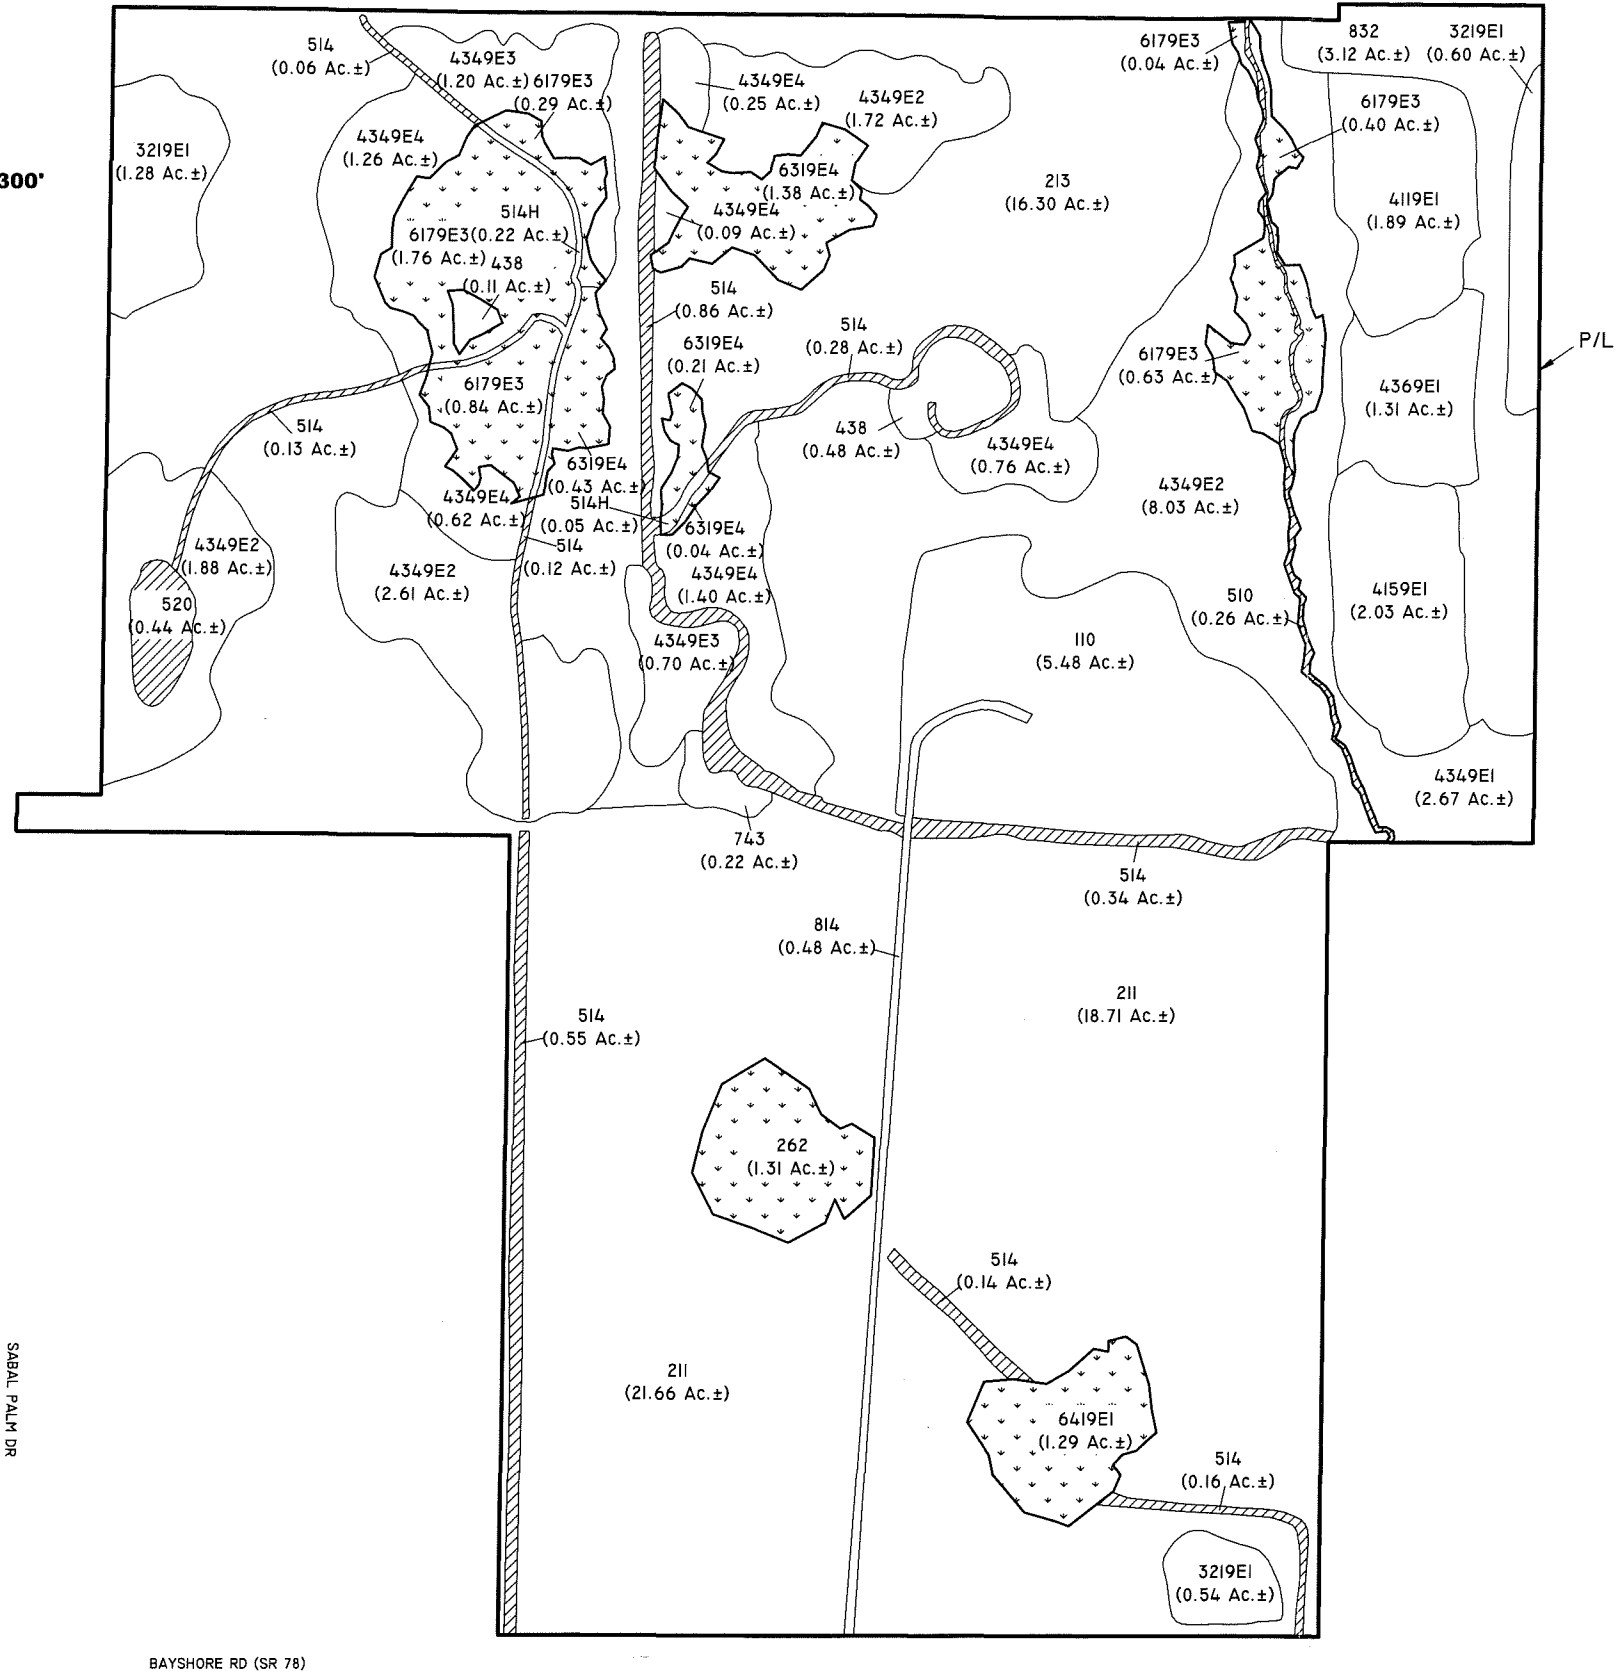 514
(0.06 Ac.±)
4349E3
(1.20 Ac.±)
6179E3
(0.29 Ac.±)
4349E4
(0.25 Ac.±)
4349E2
(1.72 Ac.±)
6179E3
(0.04 Ac.±)
832
(3.12 Ac.±)
3219E1
(0.60 Ac.±)
6179E3
(0.40 Ac.±)
3219E1
(1.28 Ac.±)
4349E4
(1.26 Ac.±)
300'
6319E4
(1.38 Ac.±)
213
(16.30 Ac.±)
4119E1
(1.89 Ac.±)
4349E4
(0.09 Ac.±)
514H
(0.22 Ac.±)
6179E3
(1.76 Ac.±)
438
(0.11 Ac.±)
514
(0.86 Ac.±)
514
(0.28 Ac.±)
6319E4
(0.21 Ac.±)
6179E3
(0.63 Ac.±)
P/L
4369E1
(1.31 Ac.±)
6179E3
(0.84 Ac.±)
514
(0.13 Ac.±)
438
(0.48 Ac.±)
4349E4
(0.76 Ac.±)
6319E4
(0.43 Ac.±)
4349E4
(0.62 Ac.±)
514H
(0.05 Ac.±)
4349E2
(8.03 Ac.±)
6319E4
(0.04 Ac.±)
4349E2
(1.88 Ac.±)
514
(0.12 Ac.±)
4349E2
(2.61 Ac.±)
4349E4
(1.40 Ac.±)
4159E1
(2.03 Ac.±)
520
(0.44 Ac.±)
510
(0.26 Ac.±)
4349E3
(0.70 Ac.±)
110
(5.48 Ac.±)
4349E1
(2.67 Ac.±)
743
(0.22 Ac.±)
514
(0.34 Ac.±)
814
(0.48 Ac.±)
211
(18.71 Ac.±)
514
(0.55 Ac.±)
262
(1.31 Ac.±)
514
(0.14 Ac.±)
211
(21.66 Ac.±)
6419E1
(1.29 Ac.±)
SABAL PALM DR
514
(0.16 Ac.±)
3219E1
(0.54 Ac.±)
BAYSHORE RD (SR 78)